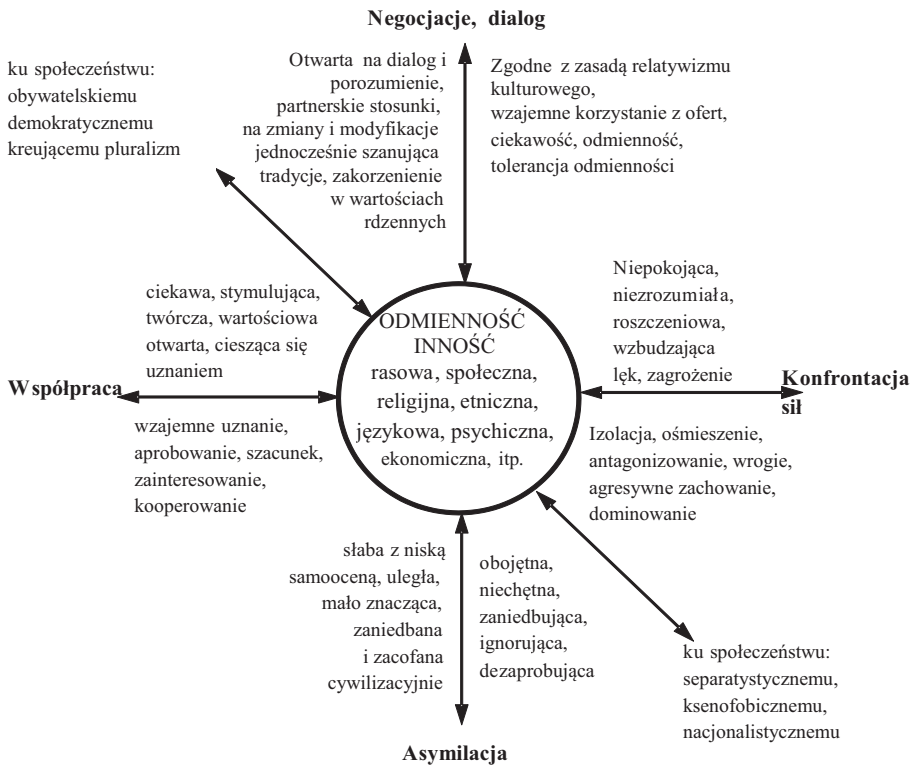 Negocjacje, dialog
ku społeczeństwu:
obywatelskiemu
demokratycznemu
kreującemu pluralizm
Otwarta na dialog i
porozumienie,
partnerskie stosunki,
na zmiany i modyfikacje
jednocześnie szanująca
tradycje, zakorzenienie
w wartościach
rdzennych
Zgodne z zasadą relatywizmu
kulturowego,
wzajemne korzystanie z ofert,
ciekawość, odmienność,
tolerancja odmienności
ciekawa, stymulująca,
twórcza, wartościowa
otwarta, ciesząca się
uznaniem
Współpraca
wzajemne uznanie,
aprobowanie, szacunek,
zainteresowanie,
kooperowanie
ODMIENNOŚĆ
INNOŚĆ
rasowa, społeczna,
religijna, etniczna,
językowa, psychiczna,
ekonomiczna, itp.
Niepokojąca,
niezrozumiała,
roszczeniowa,
wzbudzająca
lęk, zagrożenie
Konfrontacja
sił
Izolacja, ośmieszenie,
antagonizowanie, wrogie,
agresywne zachowanie,
dominowanie
słaba z niską
samooceną, uległa,
mało znacząca,
zaniedbana
i zacofana
cywilizacyjnie
obojętna,
niechętna,
zaniedbująca,
ignorująca,
dezaprobująca
ku społeczeństwu:
separatystycznemu,
ksenofobicznemu,
nacjonalistycznemu
Asymilacja